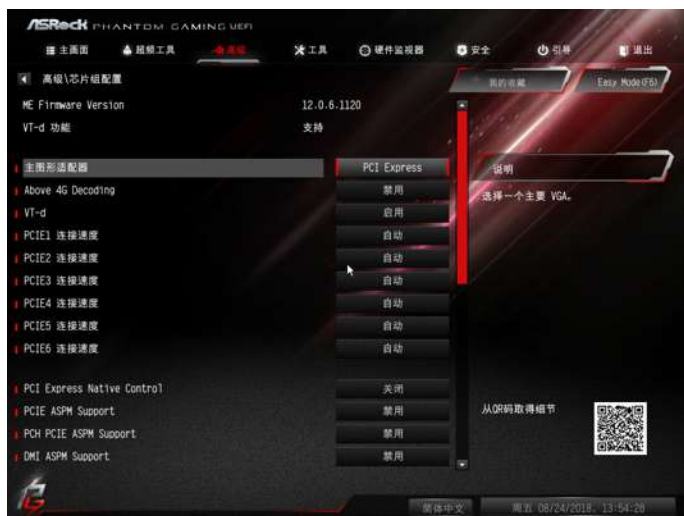 ASRock PHANTOM GAMING UEFI
主画面 超频工具 高级 工具 硬件监视器 安全 引导 退出
高级\芯片组配置 我的收藏 Easy Mode(F6)
ME Firmware Version 12.0.6.1120
VT-d 功能 支持
主图形适配器 PCI Express 说明
Above 4G Decoding 禁用 选择一个主要 VGA。
VT-d 启用
PCIE1 连接速度 自动
PCIE2 连接速度 自动
PCIE3 连接速度 自动
PCIE4 连接速度 自动
PCIE5 连接速度 自动
PCIE6 连接速度 自动
PCI Express Native Control 关闭
PCIE ASPM Support 禁用 从QR码取得细节
PCH PCIE ASPM Support 禁用
DMI ASPM Support 禁用
简体中文 周五 08/24/2018, 13:54:28